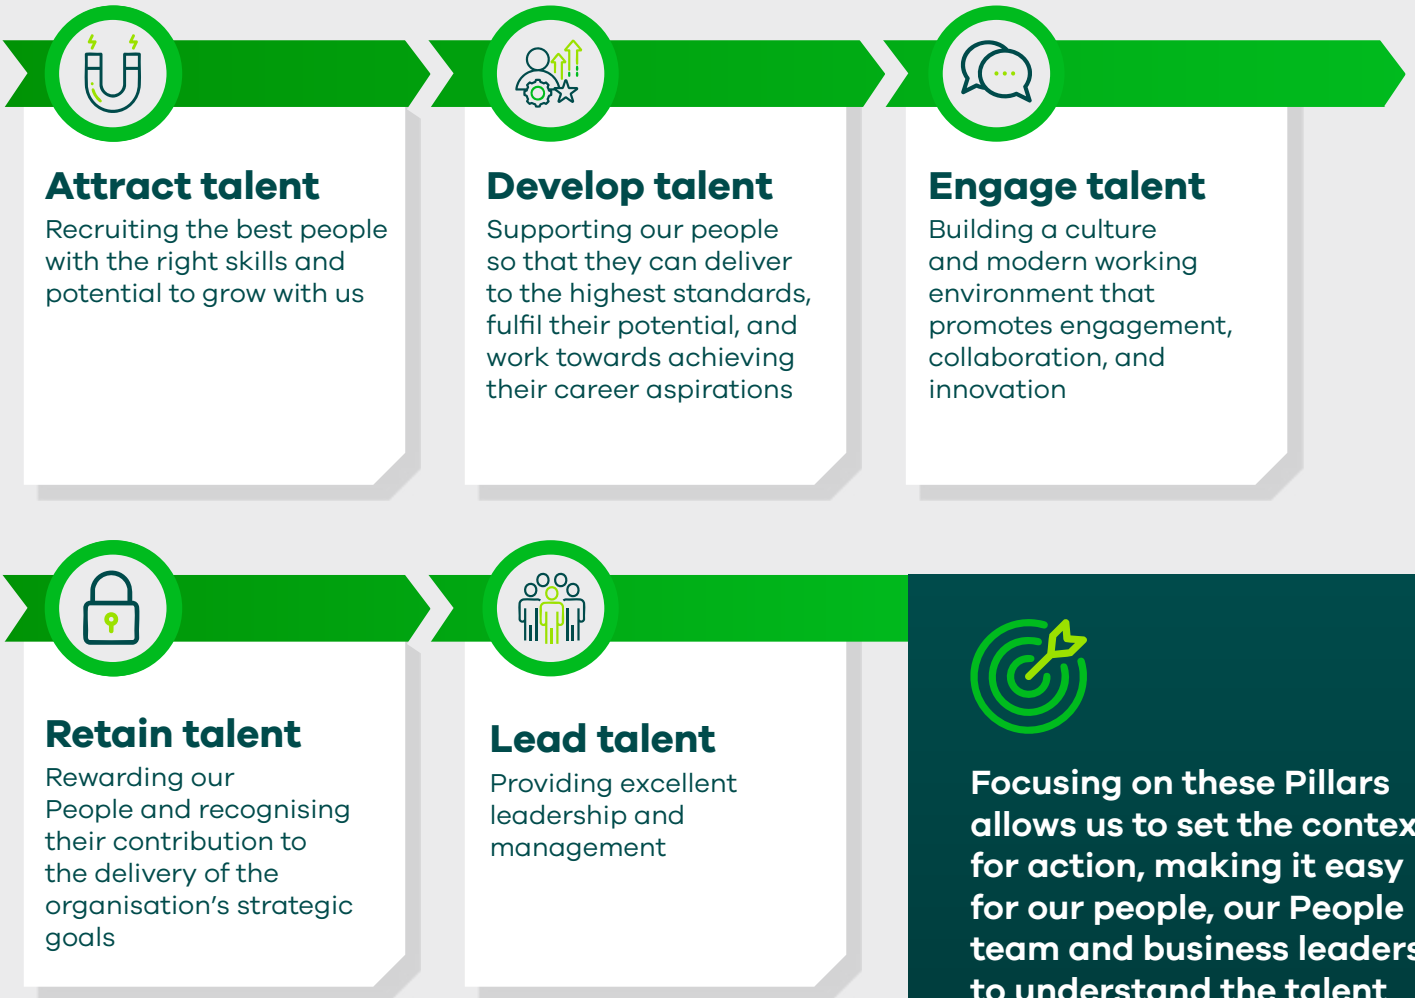 Attract talent
Recruiting the best people
with the right skills and
potential to grow with us
Develop talent
Supporting our people
so that they can deliver
to the highest standards,
fulfil their potential, and
work towards achieving
their career aspirations
Engage talent
Building a culture
and modern working
environment that
promotes engagement,
collaboration, and
innovation
Retain talent
Rewarding our
People and recognising
their contribution to
the delivery of the
organisation’s strategic
goals
Lead talent
Providing excellent
leadership and
management
Focusing on these Pillars
allows us to set the contex
for action, making it easy
for our people, our People
team and business leaders
to understand the talent